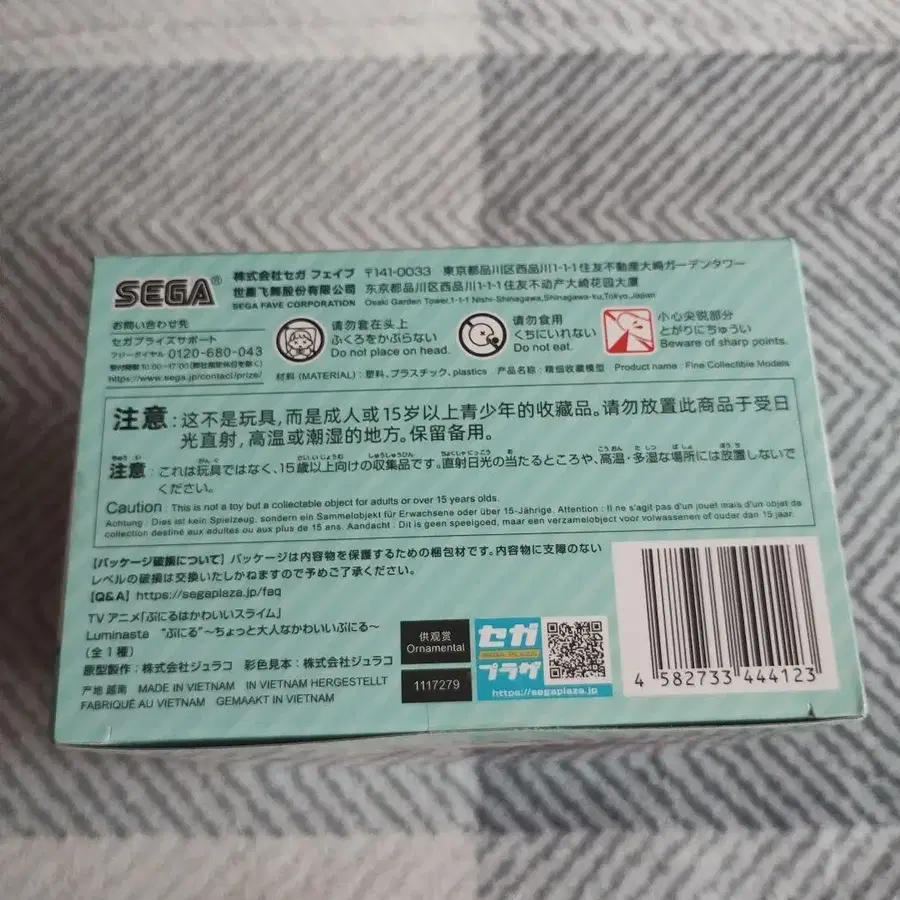 SEGA®
株式会社セガ フェイブ 〒141-0033 東京都品川区西品川1-1-1住友不動産大崎ガーデンタワー
世嘉飞舞股份有限公司 东京都品川区西品川1-1-1住友不动产大崎花园大厦
SEGA FAVE CORPORATION Osaki Garden Tower,1-1-1 Nishi-Shinagawa,Shinagawa-ku,Tokyo,Japan
お問い合わせ先
セガプライズサポート
フリーダイヤル 0120-680-043
受付時間 10:00~17:00(弊社指定休日を除く)
https://www.sega.jp/contact/prize/
请勿套在头上
ふくろをかぶらない
Do not place on head.
请勿食用
くちにいれない
Do not eat.
小心尖锐部分
とがりにちゅうい
Beware of sharp points.
材料 (MATERIAL) : 塑料, プラスチック, plastics 产品名称 : 精细收藏模型 Product name : Fine Collectible Models
注意 : 这不是玩具,而是成人或15岁以上青少年的收藏品。请勿放置此商品于受日
光直射,高温或潮湿的地方。保留备用。
注意 : これは玩具ではなく、15歳以上向けの収集品です。直射日光の当たるところや、高温・多湿な場所には放置しないで
ください。
Caution : This is not a toy but a collectable object for adults or over 15 years old.
Achtung : Dies ist kein Spielzeug, sondern ein Sammelobjekt für Erwachsene oder über 15-Jährige. Attention : Il ne s'agit pas d'un jouet mais d'un objet de
collection destiné aux adultes ou aux plus de 15 ans. Aandacht : Dit is geen speelgoed, maar een verzamelobject voor volwassenen of ouder dan 15 jaar.
【パッケージ破損について】パッケージは内容物を保護するための梱包材です。内容物に支障のない
レベルの破損は交換いたしかねますので予めご了承ください。
【Q&A】https://segaplaza.jp/faq
TVアニメ「ぷにるはかわいいスライム」
Luminasta “ぷにる”~ちょっと大人なかわいいぷにる~
(全1種)
原型製作 : 株式会社ジュラコ 彩色見本 : 株式会社ジュラコ
产地 越南 MADE IN VIETNAM IN VIETNAM HERGESTELLT
FABRIQUÉ AU VIETNAM GEMAAKT IN VIETNAM
供观赏
Ornamental
1117279
セガ
SEGA PLAZA
プラザ
https://segaplaza.jp
4 582733 444123